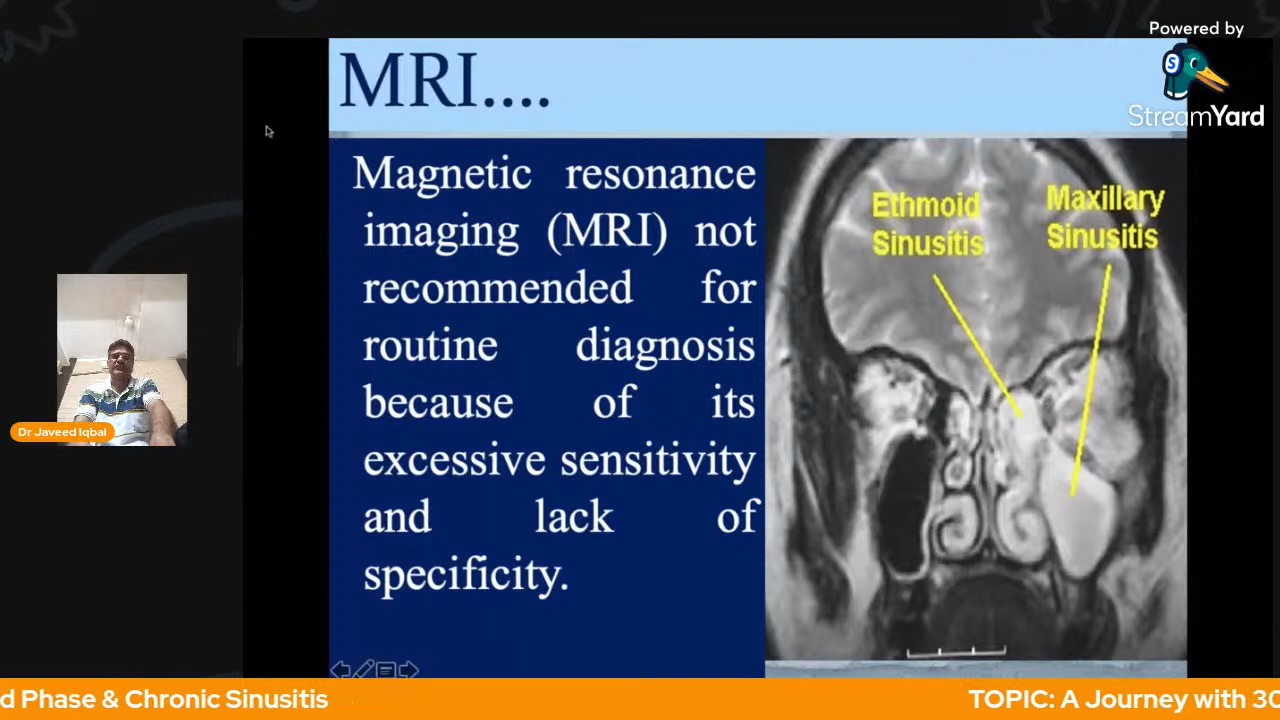 Powered by
StreamYard
MRI....
Magnetic resonance
imaging (MRI) not
recommended for
routine diagnosis
because of its
excessive sensitivity
and lack of
specificity.
Ethmoid
Sinusitis
Maxillary
Sinusitis
Dr Javeed Iqbal
d Phase & Chronic Sinusitis
TOPIC: A Journey with 30